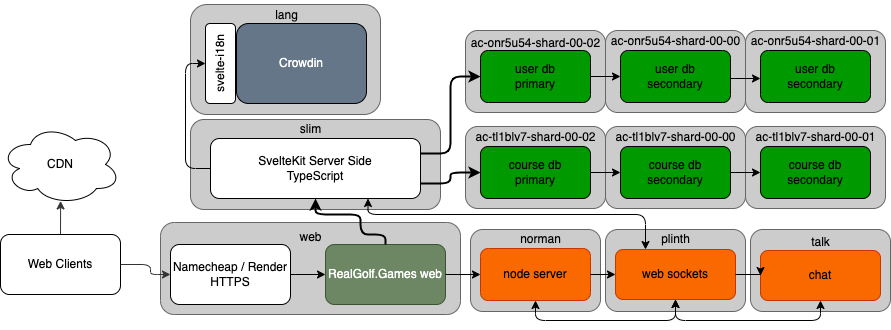 lang
svelte-i18n
Crowdin
ac-onr5u54-shard-00-02
user db
primary
ac-onr5u54-shard-00-00
user db
secondary
ac-onr5u54-shard-00-01
user db
secondary
slim
SvelteKit Server Side
TypeScript
ac-tl1blv7-shard-00-02
course db
primary
ac-tl1blv7-shard-00-00
course db
secondary
ac-tl1blv7-shard-00-01
course db
secondary
CDN
Web Clients
web
Namecheap / Render
HTTPS
RealGolf.Games web
norman
node server
plinth
web sockets
talk
chat